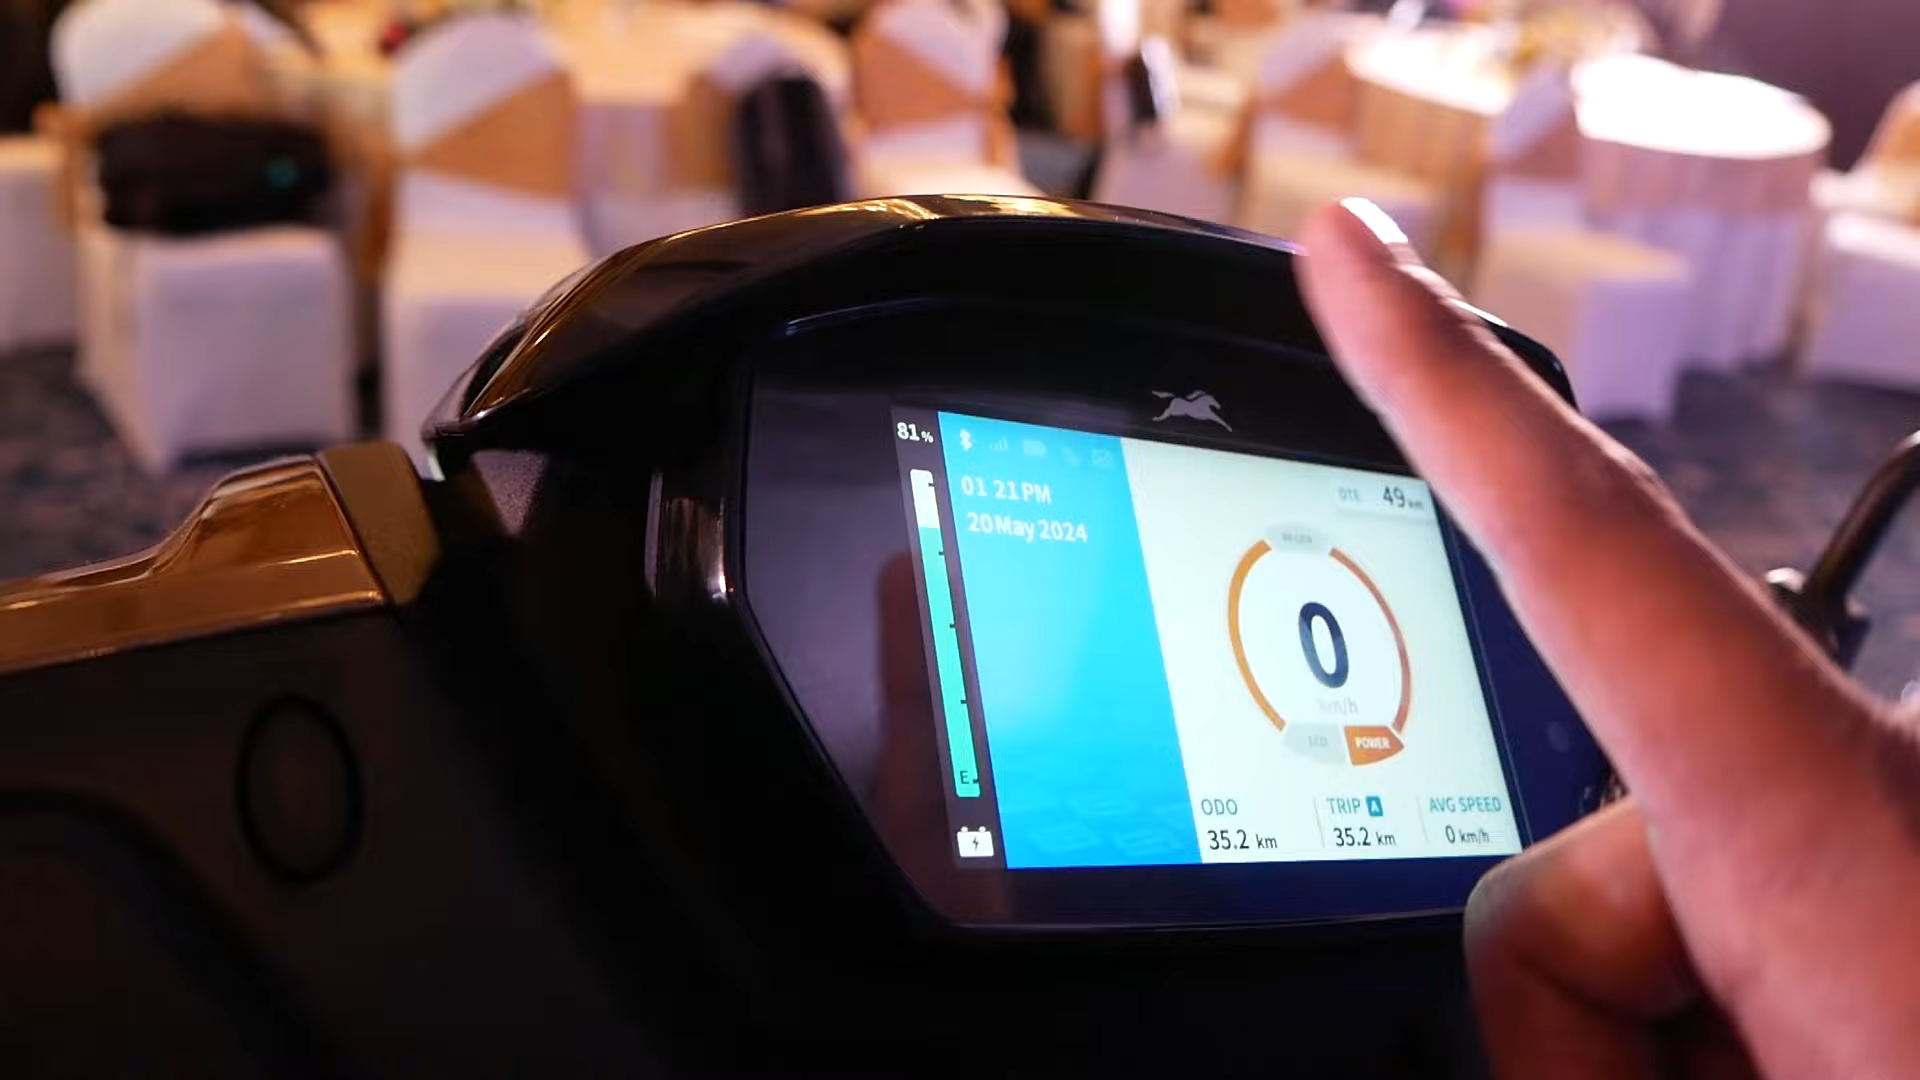 81%
01 21 PM
20 May 2024
DTE 49 km
0
km/h
ECO POWER
ODO TRIP A AVG SPEED
35.2 km 35.2 km 0 km/h
E